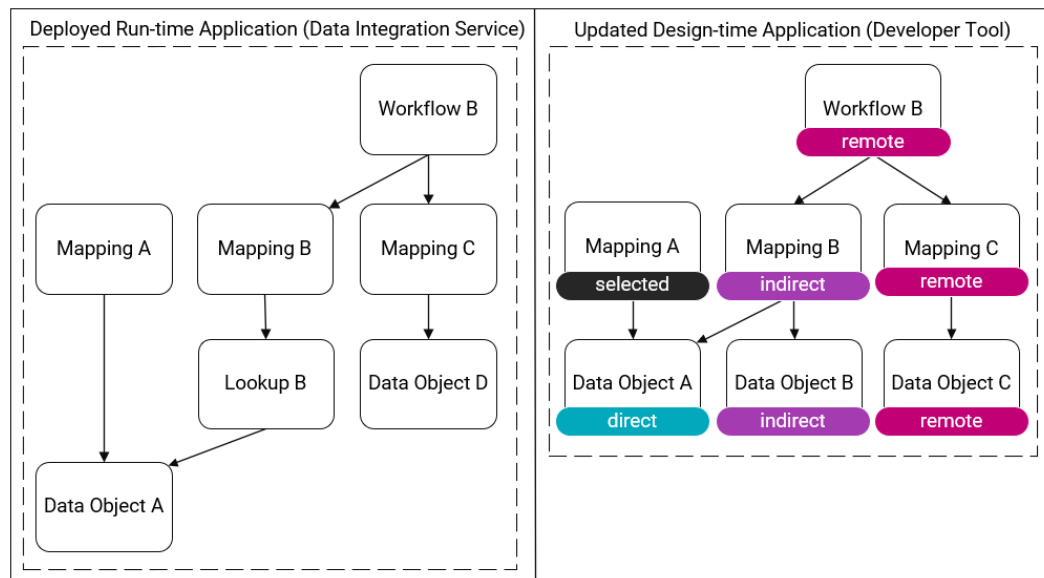 Deployed Run-time Application (Data Integration Service)
Workflow B
Mapping A
Mapping B
Mapping C
Lookup B
Data Object D
Data Object A
Updated Design-time Application (Developer Tool)
Workflow B
remote
Mapping A
selected
Mapping B
indirect
Mapping C
remote
Data Object A
direct
Data Object B
indirect
Data Object C
remote